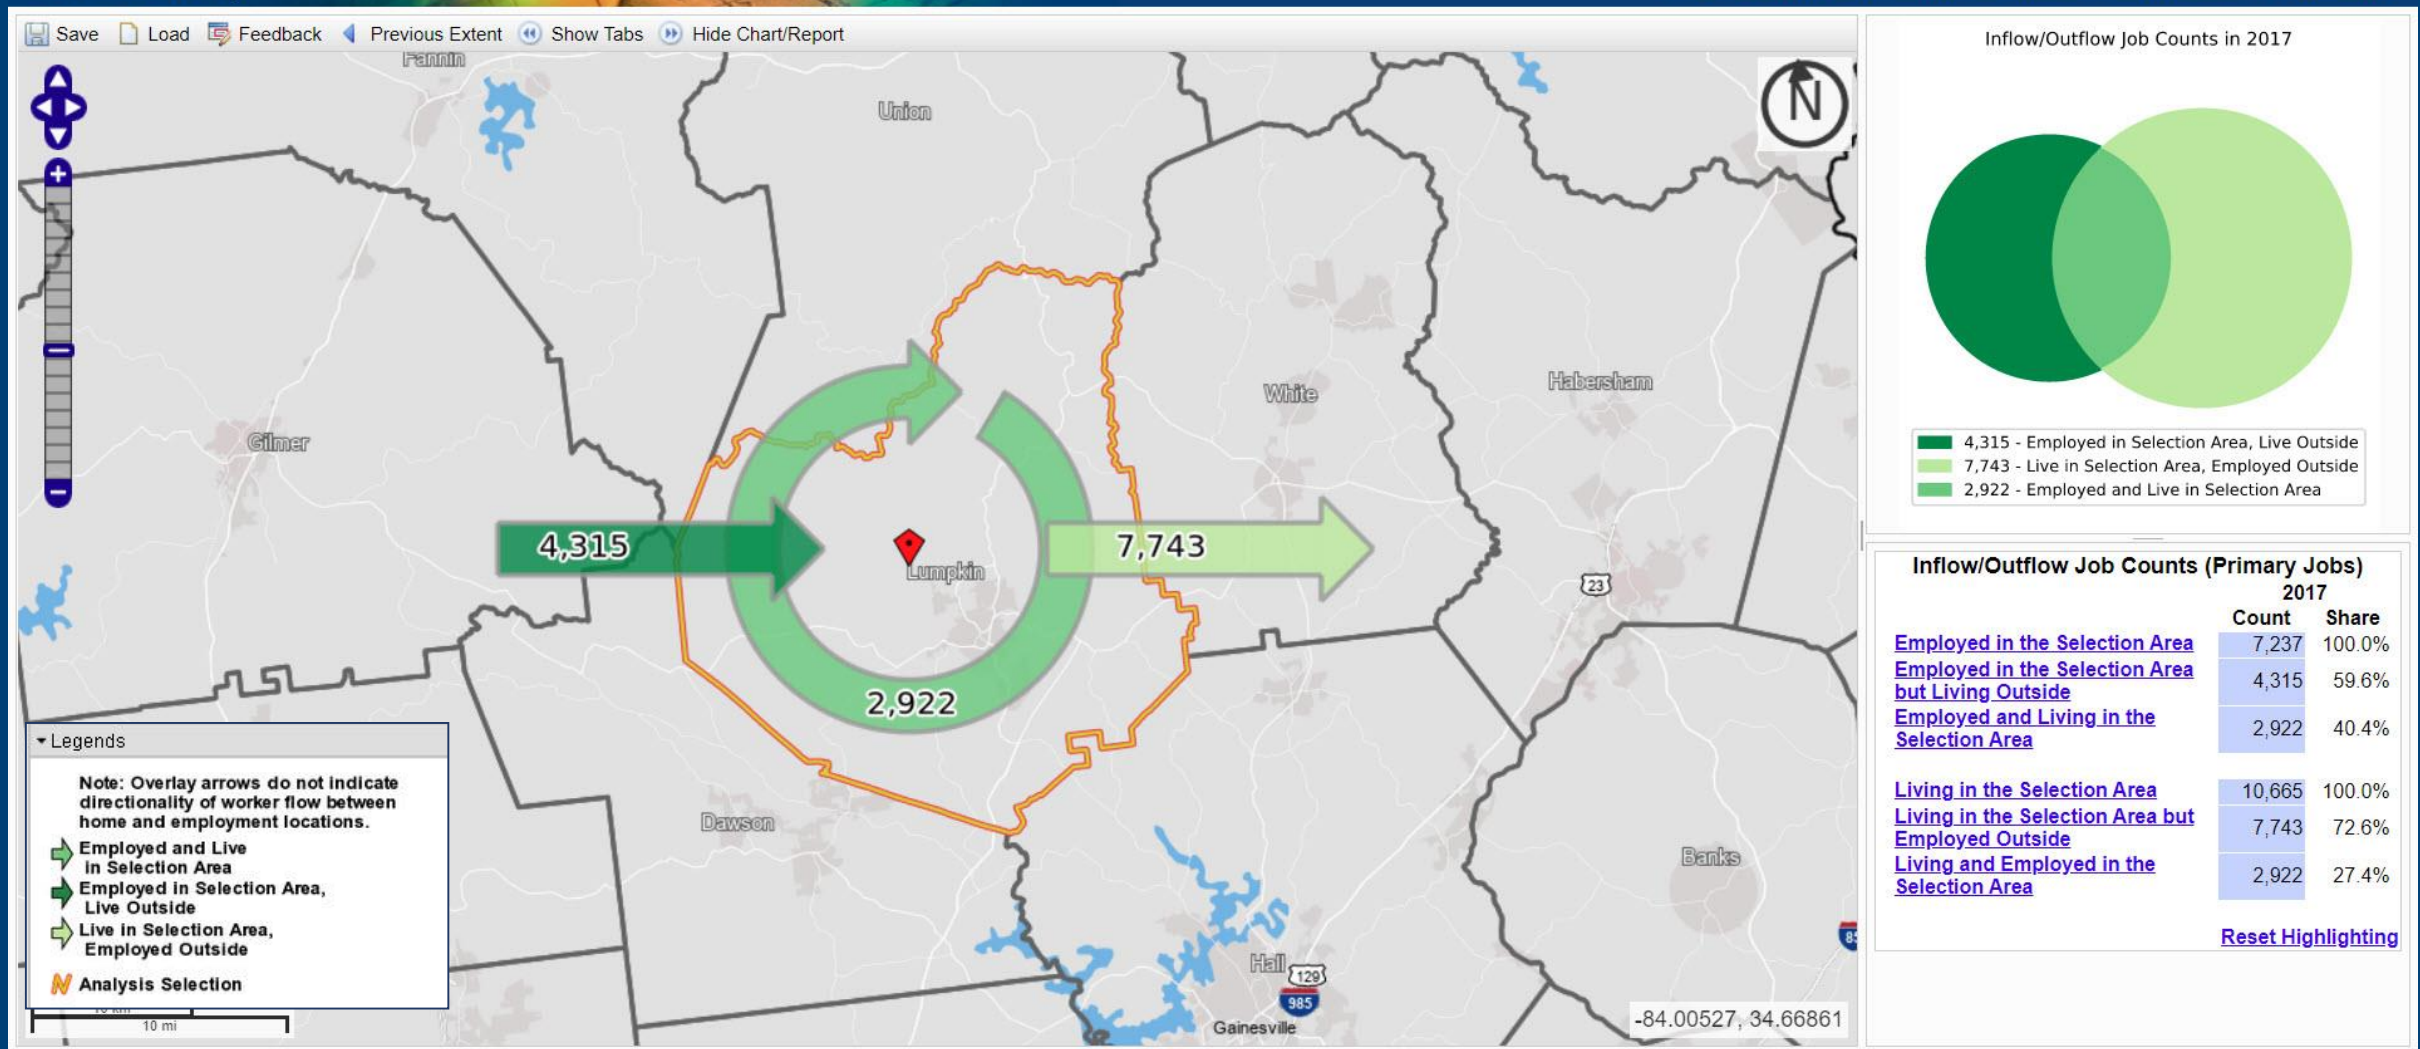 Save Load Feedback Previous Extent Show Tabs Hide Chart/Report
Fannin
Union
N
White
Habersham
Gilmer
4,315
7,743
Lumpkin
23
2,922
Dawson
Banks
Hall
129
985
Gainesville
-84.00527, 34.66861
Legends
Note: Overlay arrows do not indicate
directionality of worker flow between
home and employment locations.
Employed and Live
in Selection Area
Employed in Selection Area,
Live Outside
Live in Selection Area,
Employed Outside
Analysis Selection
10 mi
Inflow/Outflow Job Counts in 2017
4,315 - Employed in Selection Area, Live Outside
7,743 - Live in Selection Area, Employed Outside
2,922 - Employed and Live in Selection Area
Inflow/Outflow Job Counts (Primary Jobs)
2017
Count Share
Employed in the Selection Area 7,237 100.0%
Employed in the Selection Area
but Living Outside 4,315 59.6%
Employed and Living in the
Selection Area 2,922 40.4%
Living in the Selection Area 10,665 100.0%
Living in the Selection Area but
Employed Outside 7,743 72.6%
Living and Employed in the
Selection Area 2,922 27.4%
Reset Highlighting